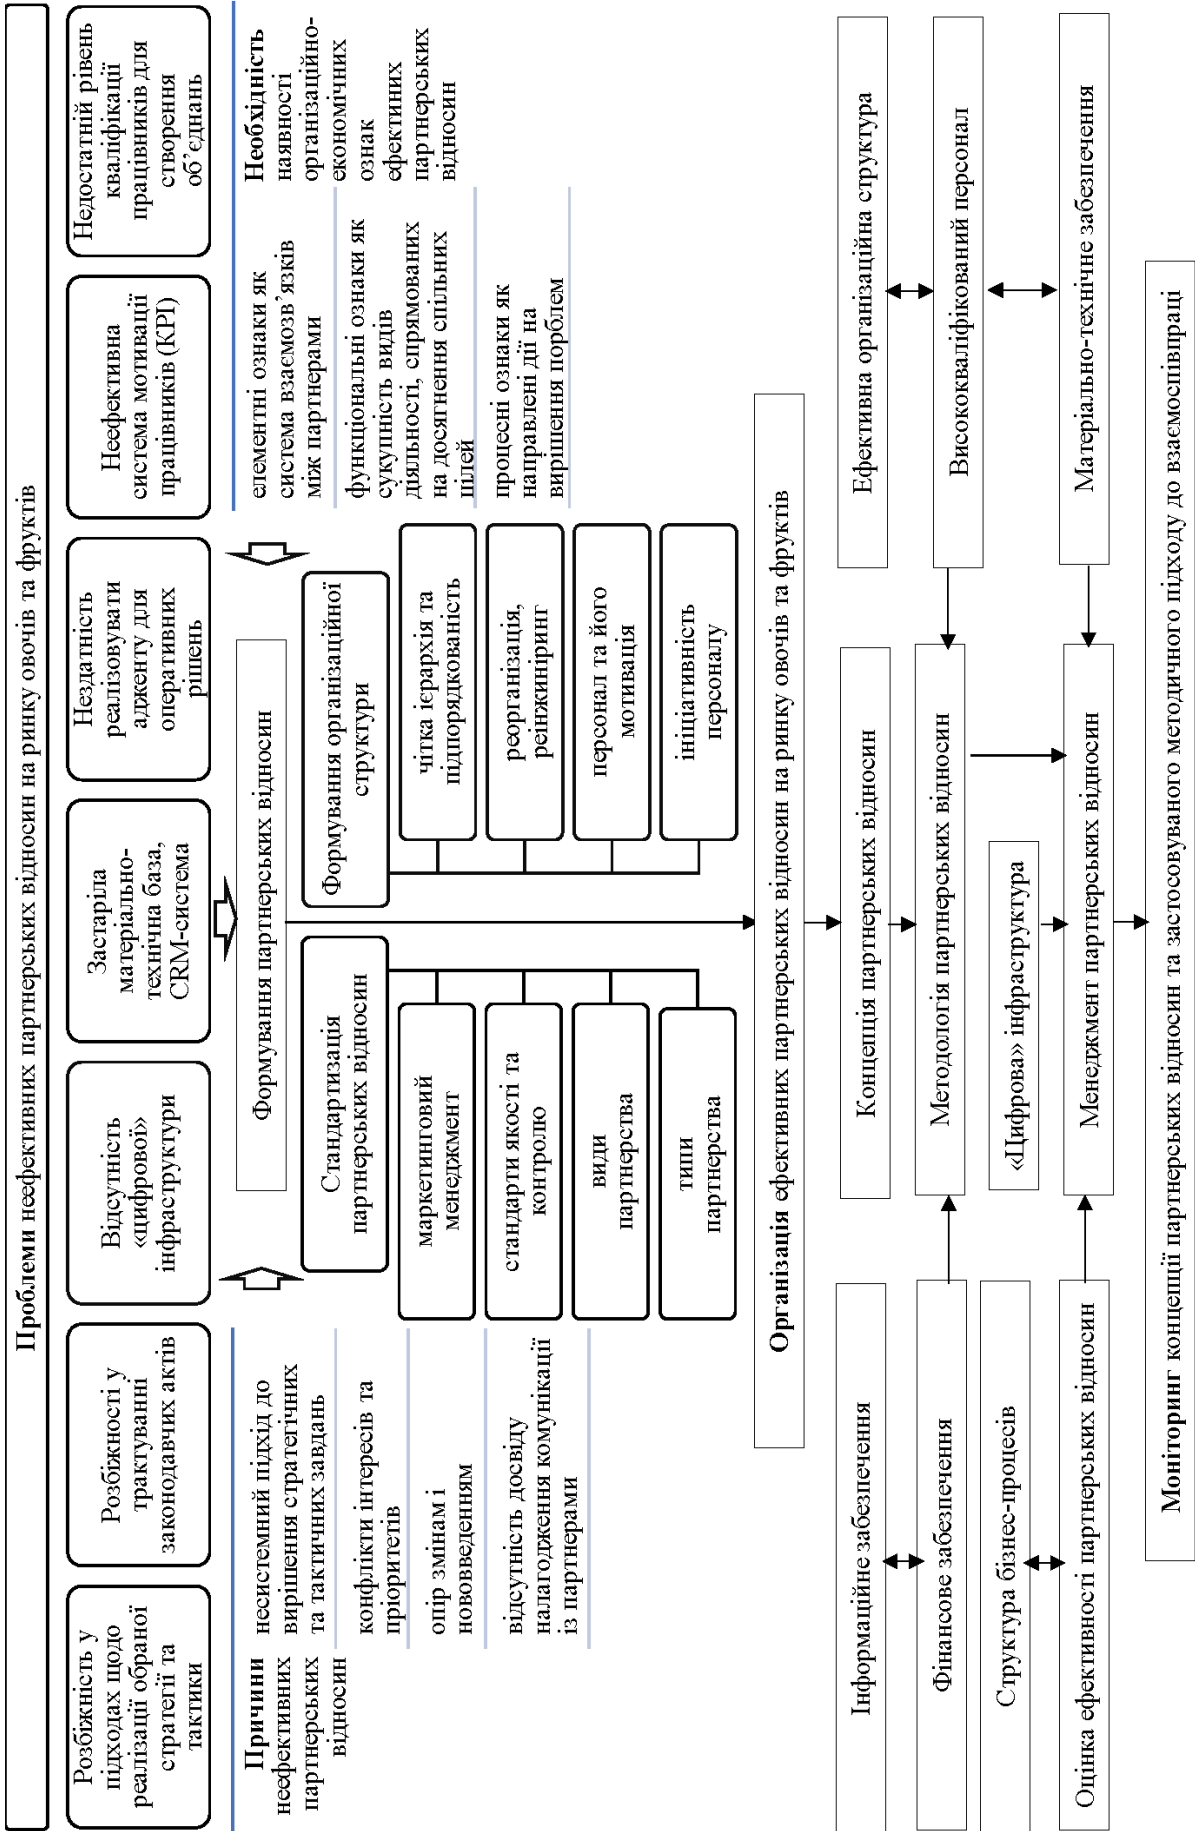 Проблеми неефективних партнерських відносин на ринку овочів та фруктів
Розбіжність у
підходах щодо
реалізації обраної
стратегії та
тактики
Розбіжності у
трактуванні
законодавчих актів
Відсутність
«цифрової»
інфраструктури
Застаріла
матеріально-
технічна база,
CRM-система
Нездатність
реалізовувати
адженту для
оперативних
рішень
Неефективна
система мотивації
працівників (KPI)
Недостатній рівень
кваліфікації
працівників для
створення
об’єднань
Причини
неефективних
партнерських
відносин
несистемний підхід до
вирішення стратегічних
та тактичних завдань
конфлікти інтересів та
пріоритетів
опір змінам і
нововведенням
відсутність досвіду
налагодження комунікації
із партнерами
Формування партнерських відносин
Стандартизація
партнерських відносин
маркетинговий
менеджмент
стандарти якості та
контролю
види
партнерства
типи
партнерства
Формування організаційної
структури
чітка ієрархія та
підпорядкованість
реорганізація,
реінжиніринг
персонал та його
мотивація
ініціативність
персоналу
елементні ознаки як
система взаємозв’язків
між партнерами
функціональні ознаки як
сукупність видів
діяльності, спрямованих
на досягнення спільних
цілей
процесні ознаки як
направлені дії на
вирішення порблем
Необхідність
наявності
організаційно-
економічних
ознак
ефектиних
партнерських
відносин
Організація ефективних партнерських відносин на ринку овочів та фруктів
Інформаційне забезпечення
Концепція партнерських відносин
Ефективна організаційна структура
Фінансове забезпечення
Методологія партнерських відносин
Висококваліфікований персонал
Структура бізнес-процесів
«Цифрова» інфраструктура
Оцінка ефективності партнерських відносин
Менеджмент партнерських відносин
Матеріально-технічне забезпечення
Моніторинг концепції партнерських відносин та застосовуваного методичного підходу до взаємоспівпраці